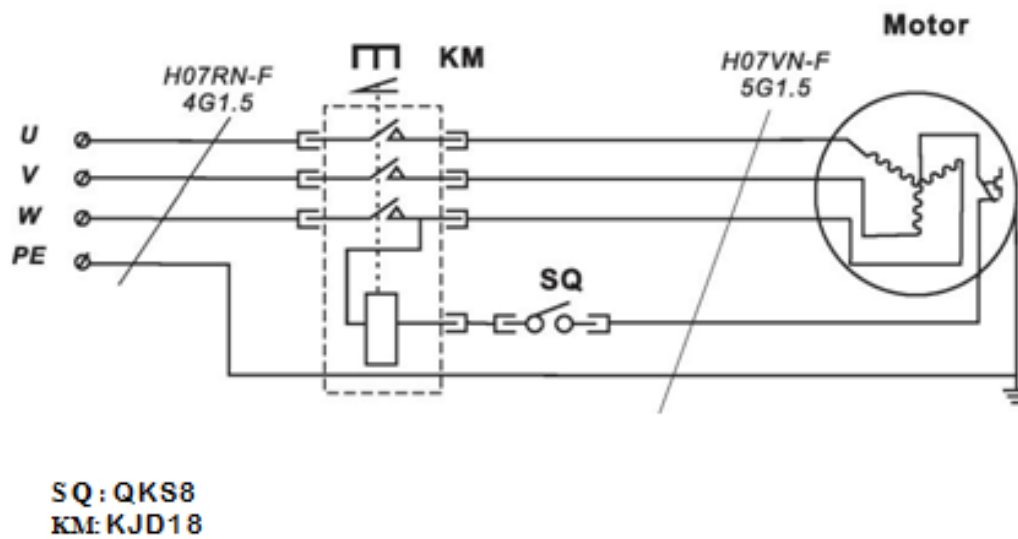 Motor
KM
H07RN-F
4G1.5
H07VN-F
5G1.5
U
V
W
PE
SQ
SQ: QKS8
KM: KJD18